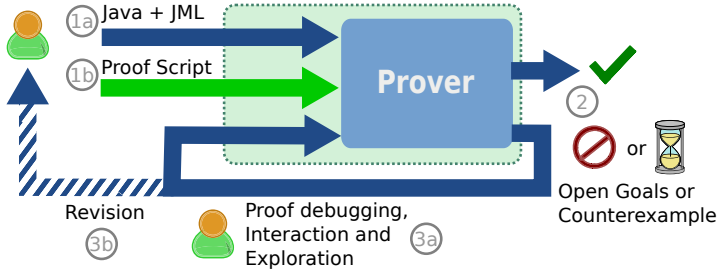 1a Java + JML
1b Proof Script
Prover
2
or
Open Goals or
Counterexample
Revision
3b
Proof debugging,
Interaction and
Exploration
3a